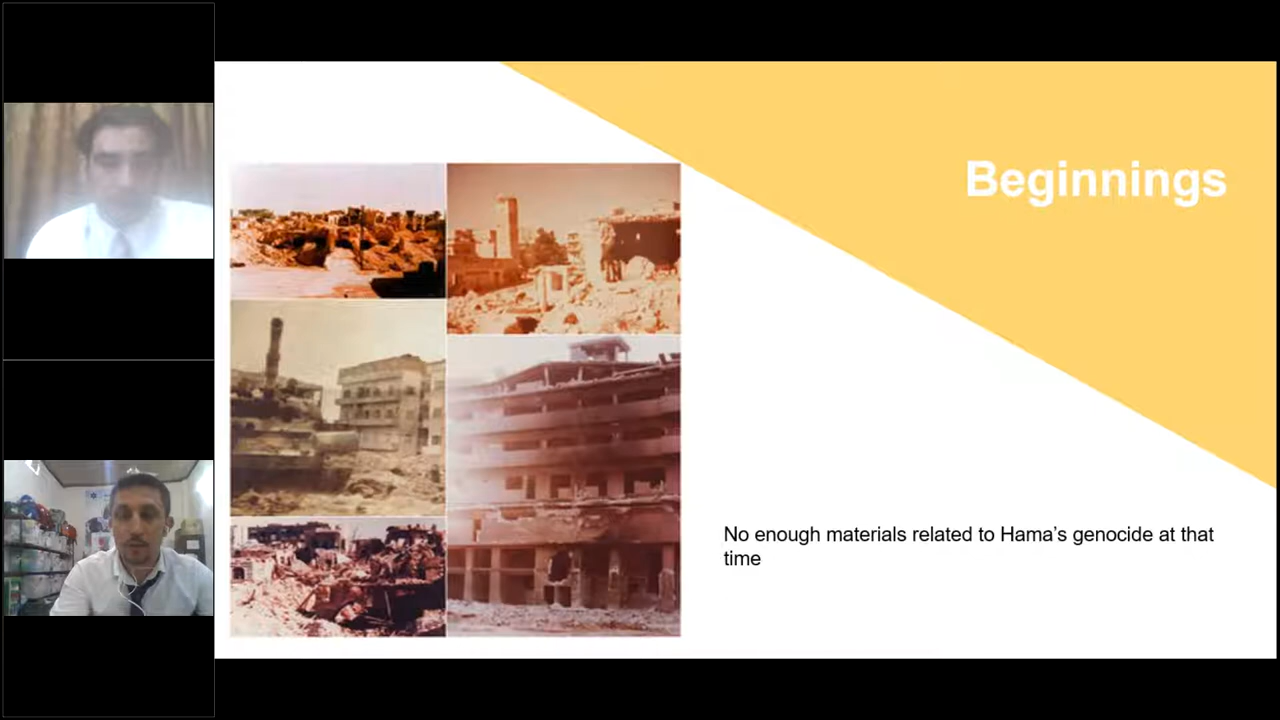 Beginnings
No enough materials related to Hama’s genocide at that
time